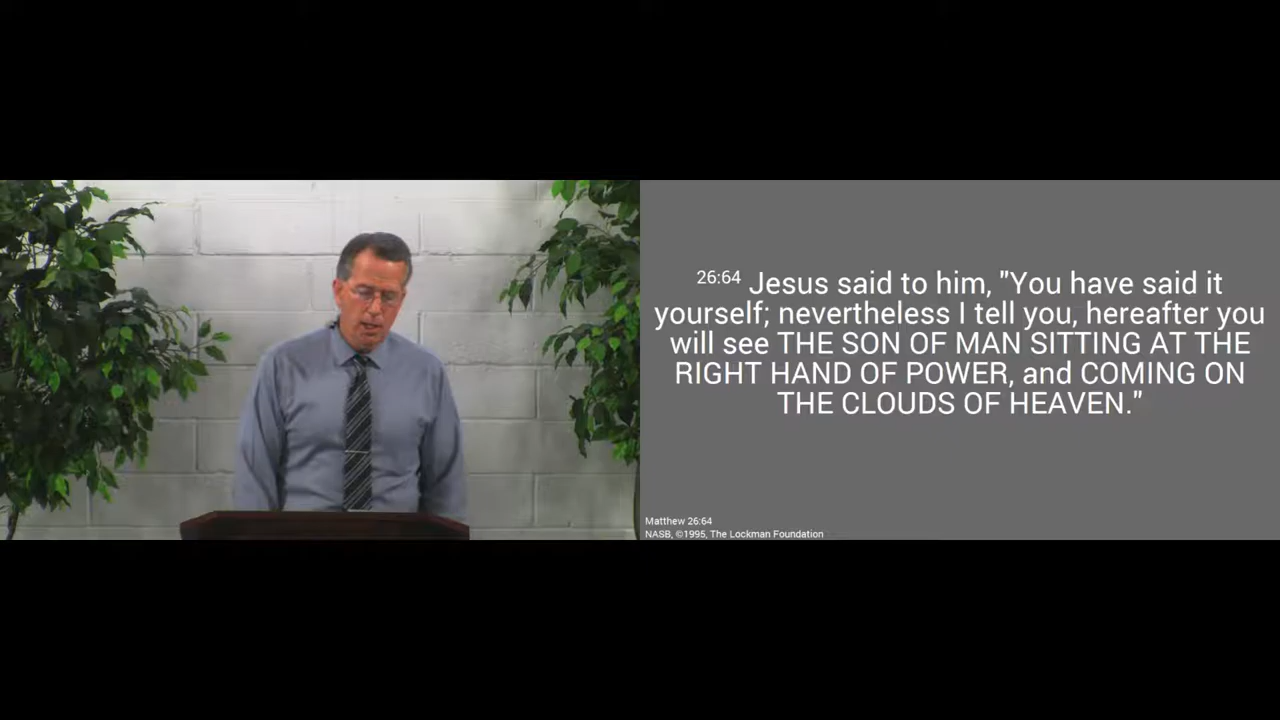 26:64 Jesus said to him, "You have said it
yourself; nevertheless I tell you, hereafter you
will see THE SON OF MAN SITTING AT THE
RIGHT HAND OF POWER, and COMING ON
THE CLOUDS OF HEAVEN."
Matthew 26:64
NASB, ©1995, The Lockman Foundation